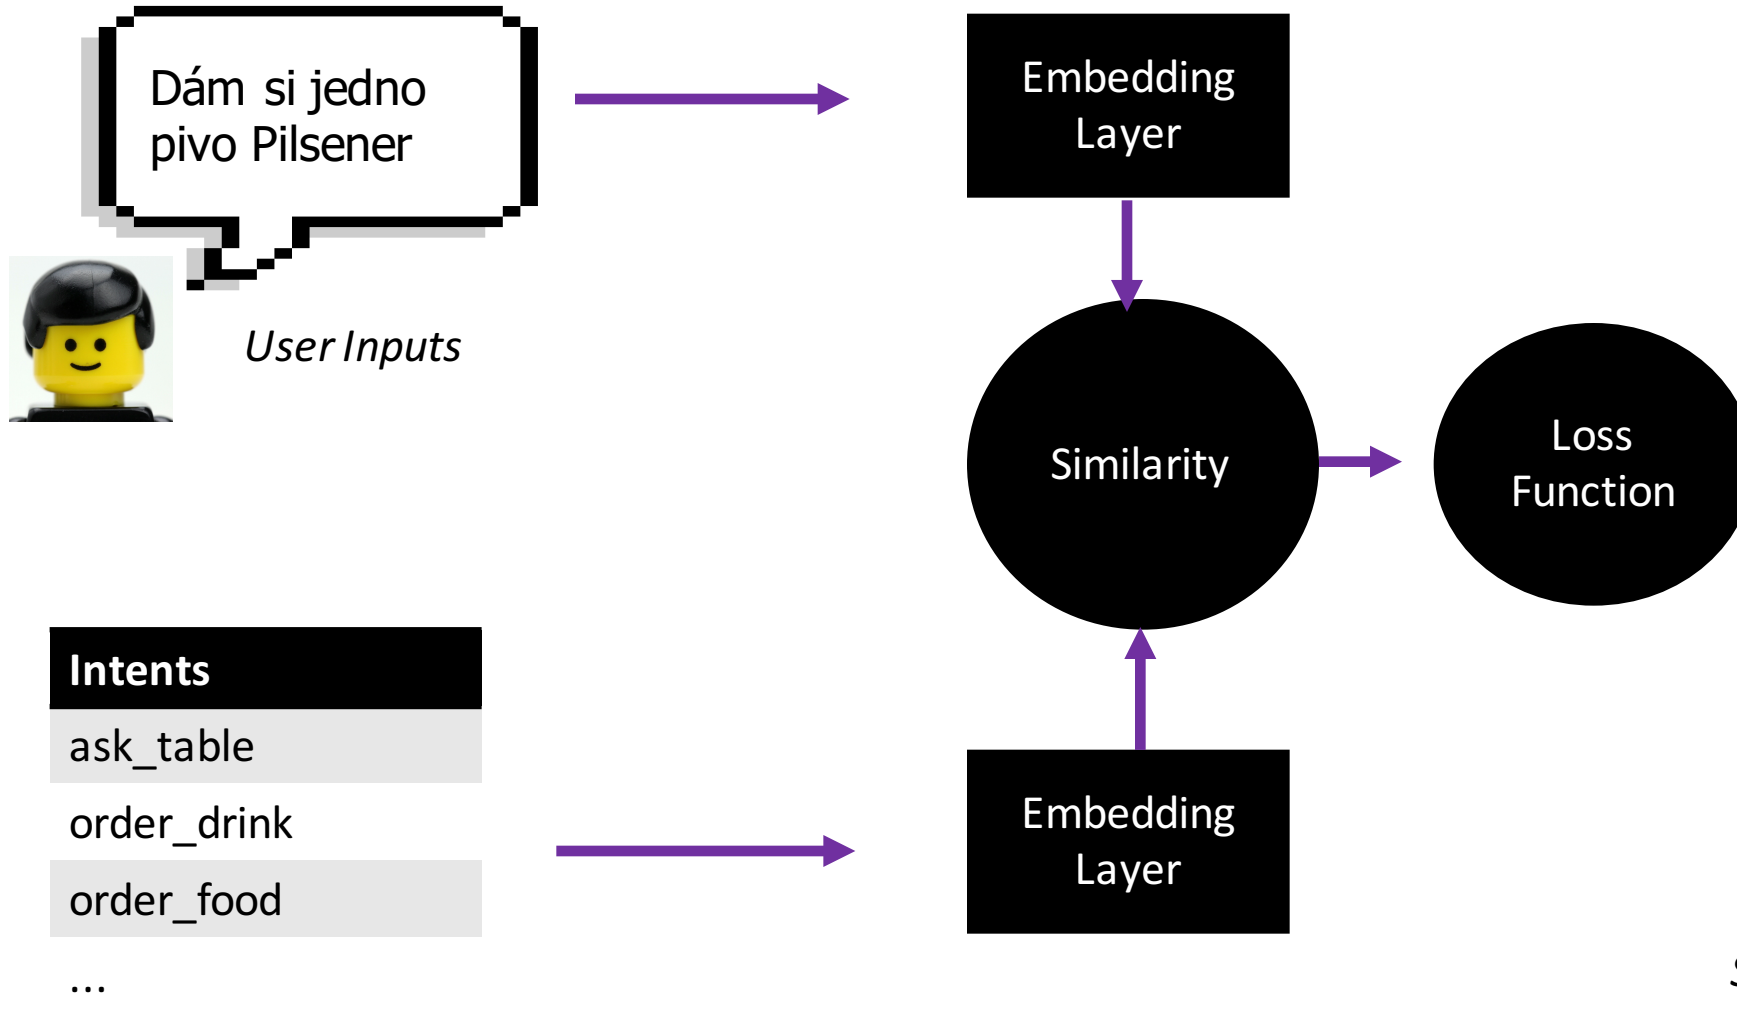 Dám si jedno
pivo Pilsener
Embedding
Layer
User Inputs
Similarity
Loss
Function
Intents
ask_table
order_drink
order_food
...
Embedding
Layer